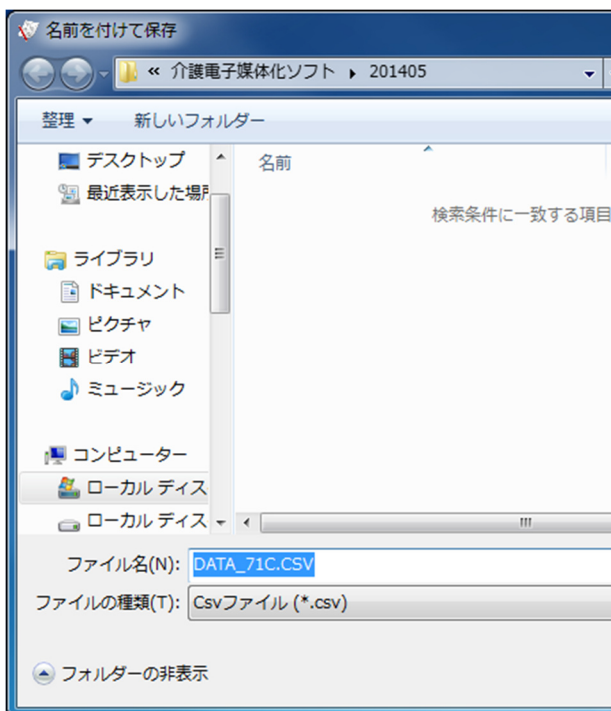 名前を付けて保存
« 介護電子媒体化ソフト ▸ 201405
整理 ▼ 新しいフォルダー
デスクトップ
最近表示した場所
ライブラリ
ドキュメント
ピクチャ
ビデオ
ミュージック
コンピューター
ローカル ディス
ローカル ディス
名前
検索条件に一致する項目
ファイル名(N): DATA_71C.CSV
ファイルの種類(T): Csvファイル (*.csv)
フォルダーの非表示